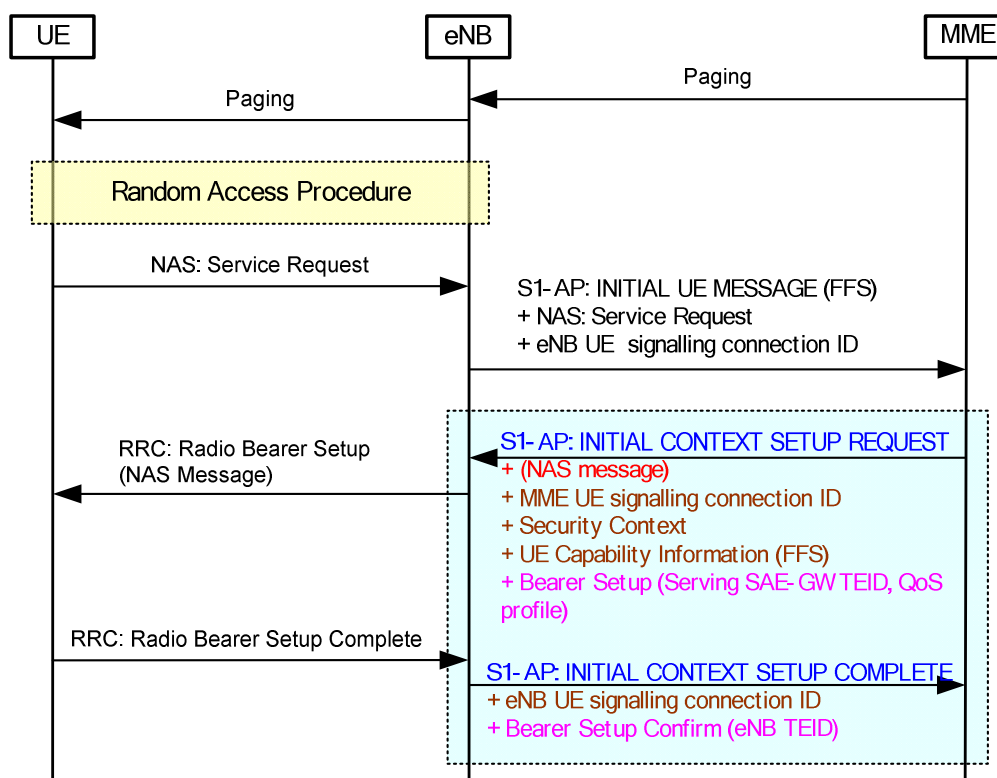 UE
eNB
MME
Paging
Paging
Random Access Procedure
NAS: Service Request
S1-AP: INITIAL UE MESSAGE (FFS)
+ NAS: Service Request
+ eNB UE signalling connection ID
RRC: Radio Bearer Setup
(NAS Message)
S1-AP: INITIAL CONTEXT SETUP REQUEST
+ (NAS message)
+ MME UE signalling connection ID
+ Security Context
+ UE Capability Information (FFS)
+ Bearer Setup (Serving SAE-GW TEID, QoS
profile)
RRC: Radio Bearer Setup Complete
S1-AP: INITIAL CONTEXT SETUP COMPLETE
+ eNB UE signalling connection ID
+ Bearer Setup Confirm (eNB TEID)